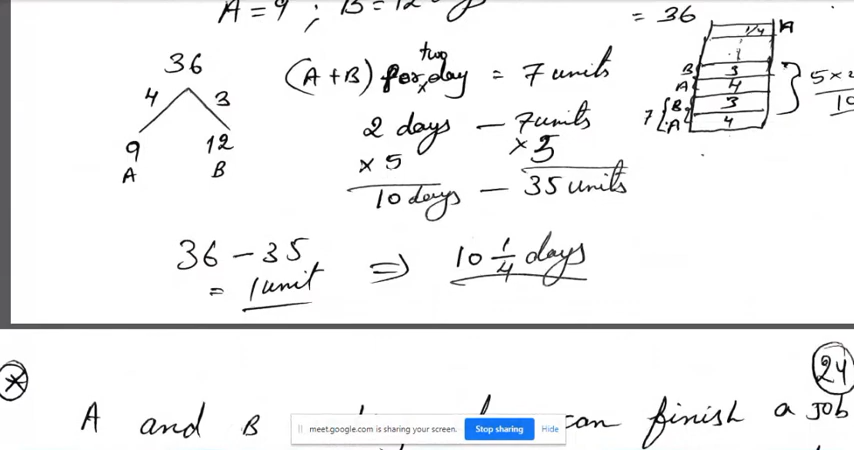 A = 9 ; B = 12
= 36
36
4 3
9 12
A B
(A+B) for two day = 7 units
2 days — 7 units
× 5 × 5
10 days — 35 units
1/4 A
B 3
A 4
7 { B 3
A 4
5 ×
36 − 35
= 1 unit ⇒ 10 1/4 days
24
A and B can finish a job
meet.google.com is sharing your screen. Stop sharing Hide